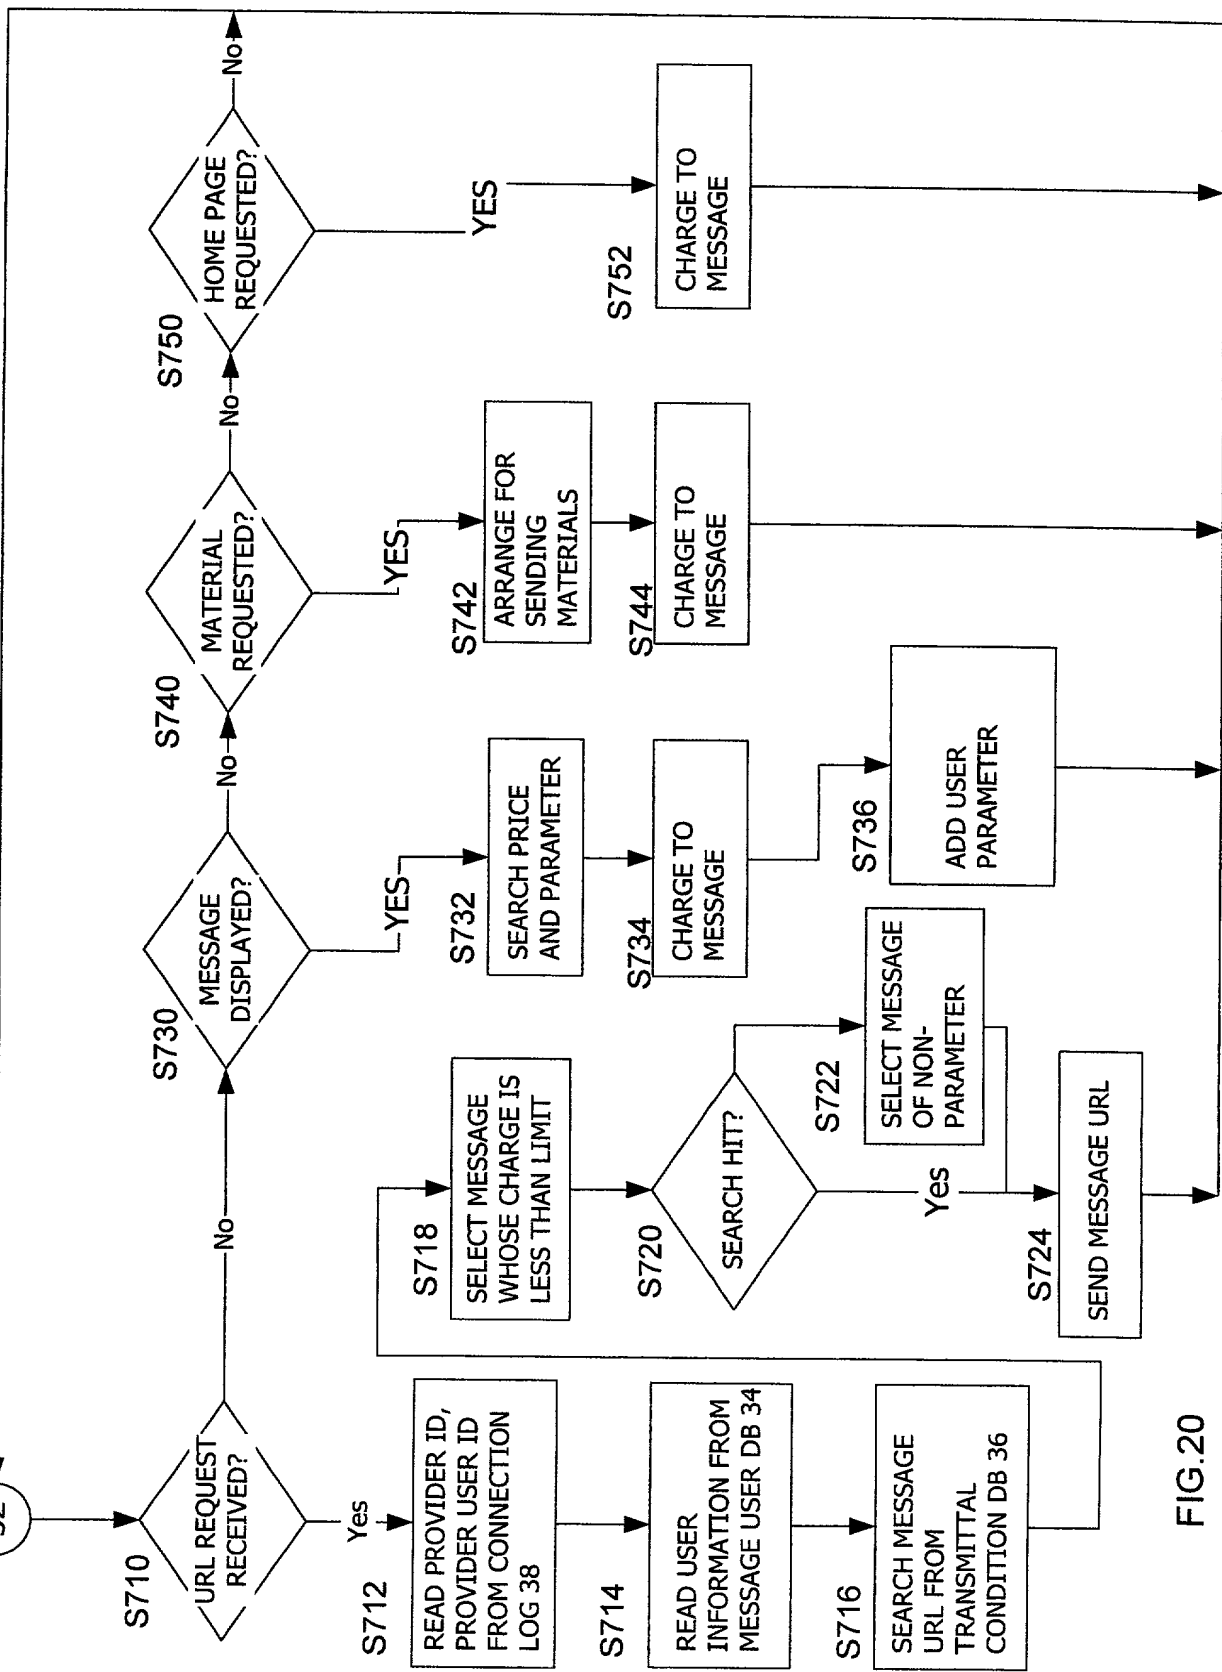 S710
URL REQUEST
RECEIVED?
No
Yes
S712
READ PROVIDER ID,
PROVIDER USER ID
FROM CONNECTION
LOG 38
S714
READ USER
INFORMATION FROM
MESSAGE USER DB 34
S716
SEARCH MESSAGE
URL FROM
TRANSMITTAL
CONDITION DB 36
S718
SELECT MESSAGE
WHOSE CHARGE IS
LESS THAN LIMIT
S720
SEARCH HIT?
Yes
S722
SELECT MESSAGE
OF NON-
PARAMETER
S724
SEND MESSAGE URL
S730
MESSAGE
DISPLAYED?
No
YES
S732
SEARCH PRICE
AND PARAMETER
S734
CHARGE TO
MESSAGE
S736
ADD USER
PARAMETER
S740
MATERIAL
REQUESTED?
No
YES
S742
ARRANGE FOR
SENDING
MATERIALS
S744
CHARGE TO
MESSAGE
S750
HOME PAGE
REQUESTED?
No
YES
S752
CHARGE TO
MESSAGE
FIG.20